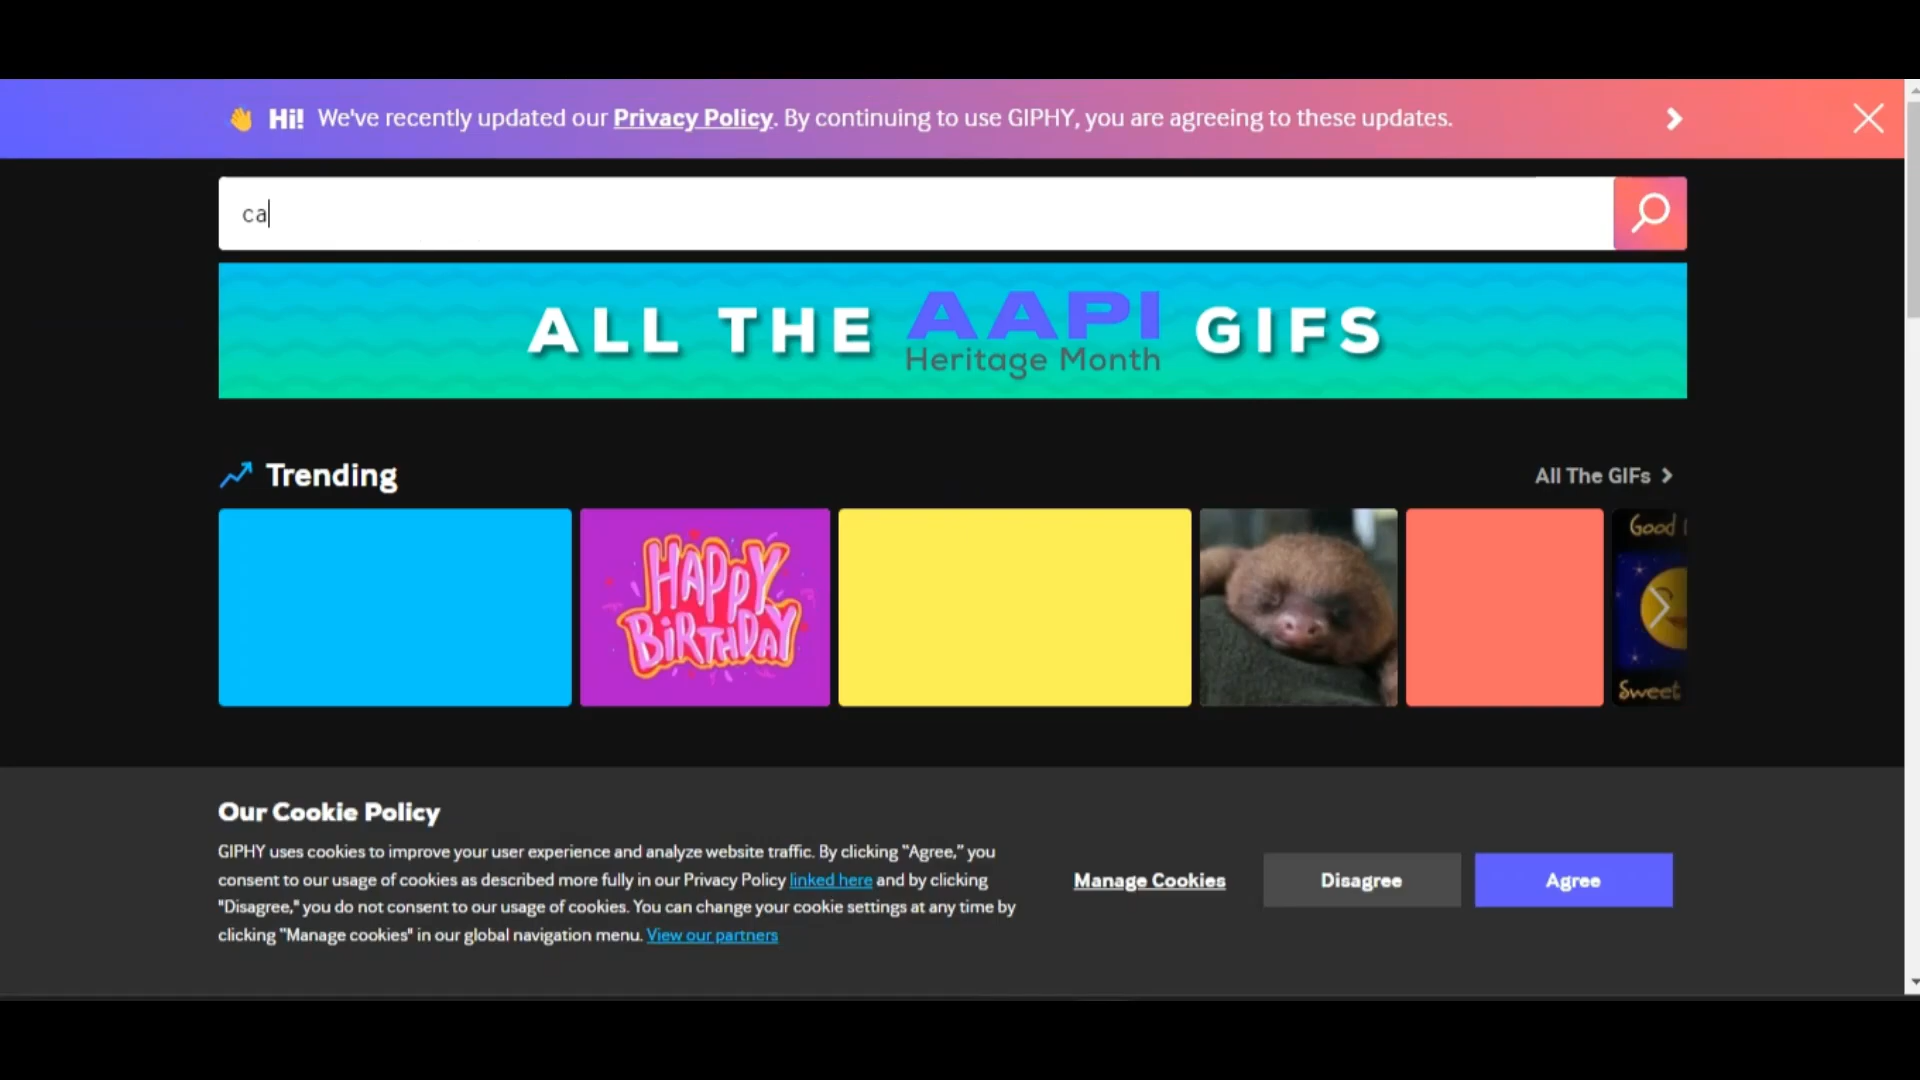 👋 Hi! We've recently updated our Privacy Policy. By continuing to use GIPHY, you are agreeing to these updates.
ca
ALL THE AAPI Heritage Month GIFS
Trending
All The GIFs
HAPPY
BIRTHDAY
Good
Sweet
Our Cookie Policy
GIPHY uses cookies to improve your user experience and analyze website traffic. By clicking "Agree," you
consent to our usage of cookies as described more fully in our Privacy Policy linked here and by clicking
"Disagree," you do not consent to our usage of cookies. You can change your cookie settings at any time by
clicking "Manage cookies" in our global navigation menu. View our partners
Manage Cookies
Disagree
Agree